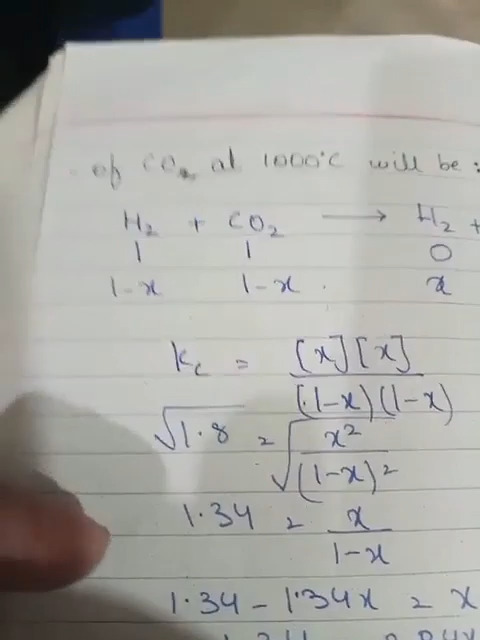 of CO2 at 1000°C will be:
H2 + CO2 ⟶ H2 +
1 1 0
1-x 1-x . x
Kc = [x][x] / (1-x)(1-x)
√1.8 = √x² / (1-x)²
1.34 = x / 1-x
1.34 - 1.34x = x